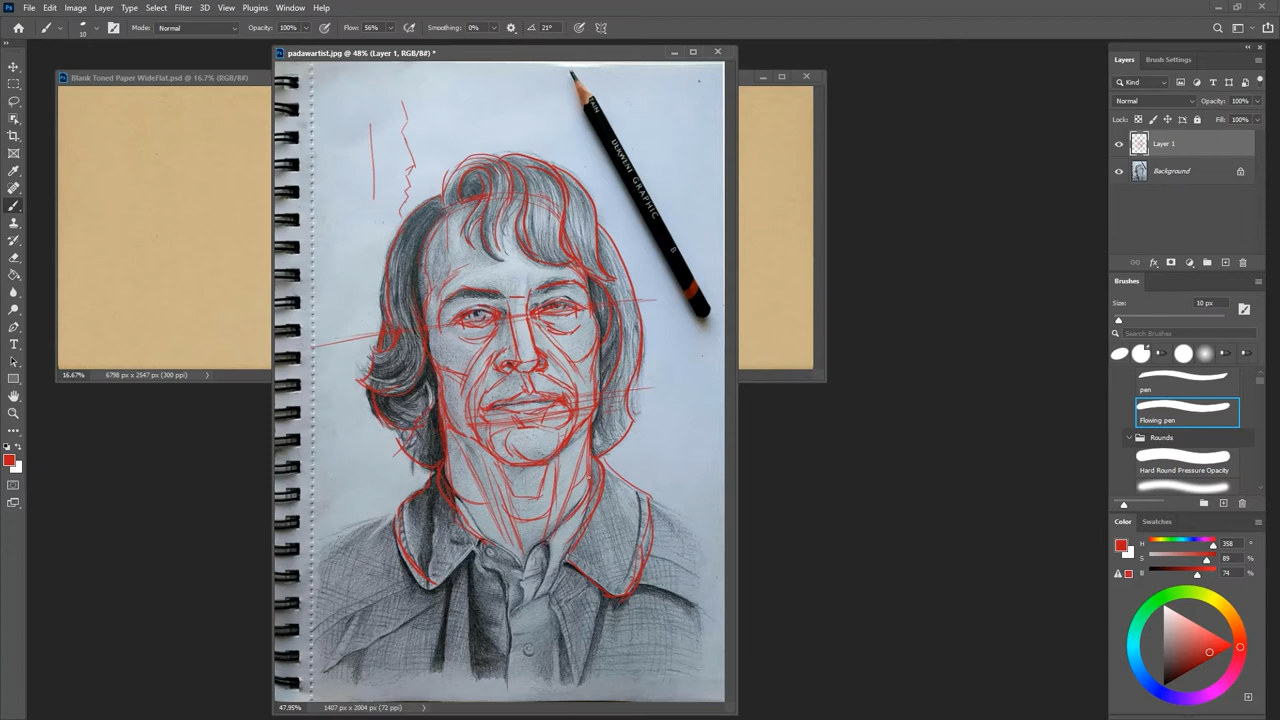 File Edit Image Layer Type Select Filter 3D View Plugins Window Help
10 Mode: Normal Opacity: 100% Flow: 56% Smoothing: 0% 21°
padawartist.jpg @ 48% (Layer 1, RGB/8#) *
Blank Toned Paper WideFlat.psd @ 16.7% (RGB/8#)
DERWENT GRAPHIC B
16.67% 6798 px x 2547 px (300 ppi)
47.95% 1407 px x 2004 px (72 ppi)
Layers
Kind
Normal Opacity: 100%
Lock: Fill: 100%
Layer 1
Background
Brushes
Brush Settings
Size: 10 px
Search Brushes
pen
Flowing pen
Rounds
Hard Round Pressure Opacity
Color Swatches
H 358 °
S 89 %
B 74 %